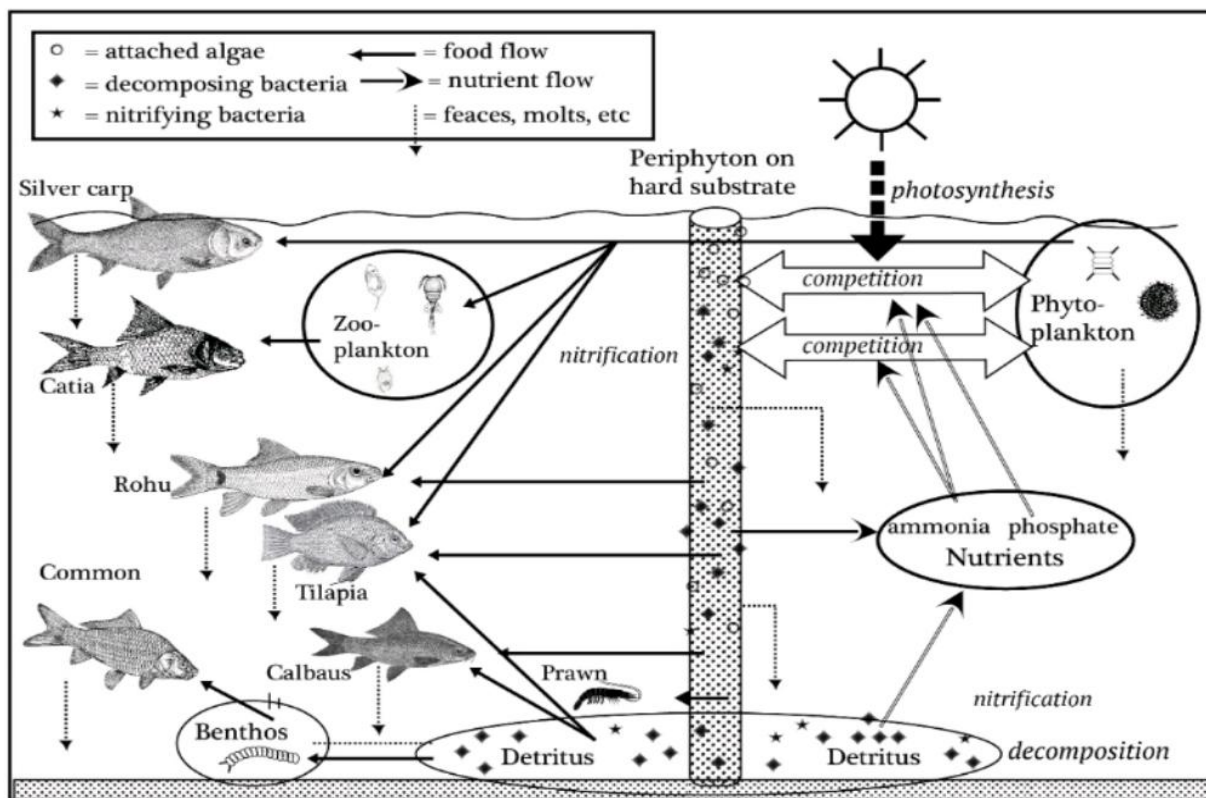 = attached algae
= food flow
= decomposing bacteria
= nutrient flow
= nitrifying bacteria
= feaces, molts, etc
Periphyton on
hard substrate
photosynthesis
Silver carp
competition
Zoo-
plankton
Phyto-
plankton
nitrification
competition
Catia
Rohu
ammonia phosphate
Nutrients
Common
Tilapia
Calbaus
Prawn
nitrification
Benthos
Detritus
Detritus
decomposition